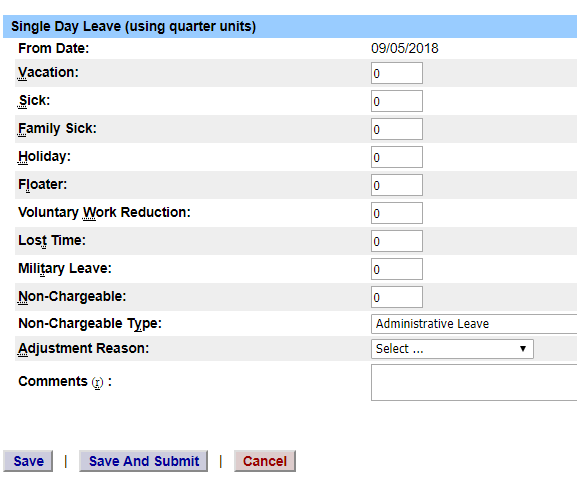 Single Day Leave (using quarter units)
From Date: 09/05/2018
Vacation: 0
Sick: 0
Family Sick: 0
Holiday: 0
Floater: 0
Voluntary Work Reduction: 0
Lost Time: 0
Military Leave: 0
Non-Chargeable: 0
Non-Chargeable Type: Administrative Leave
Adjustment Reason: Select ... ▼
Comments (r) :
Save | Save And Submit | Cancel